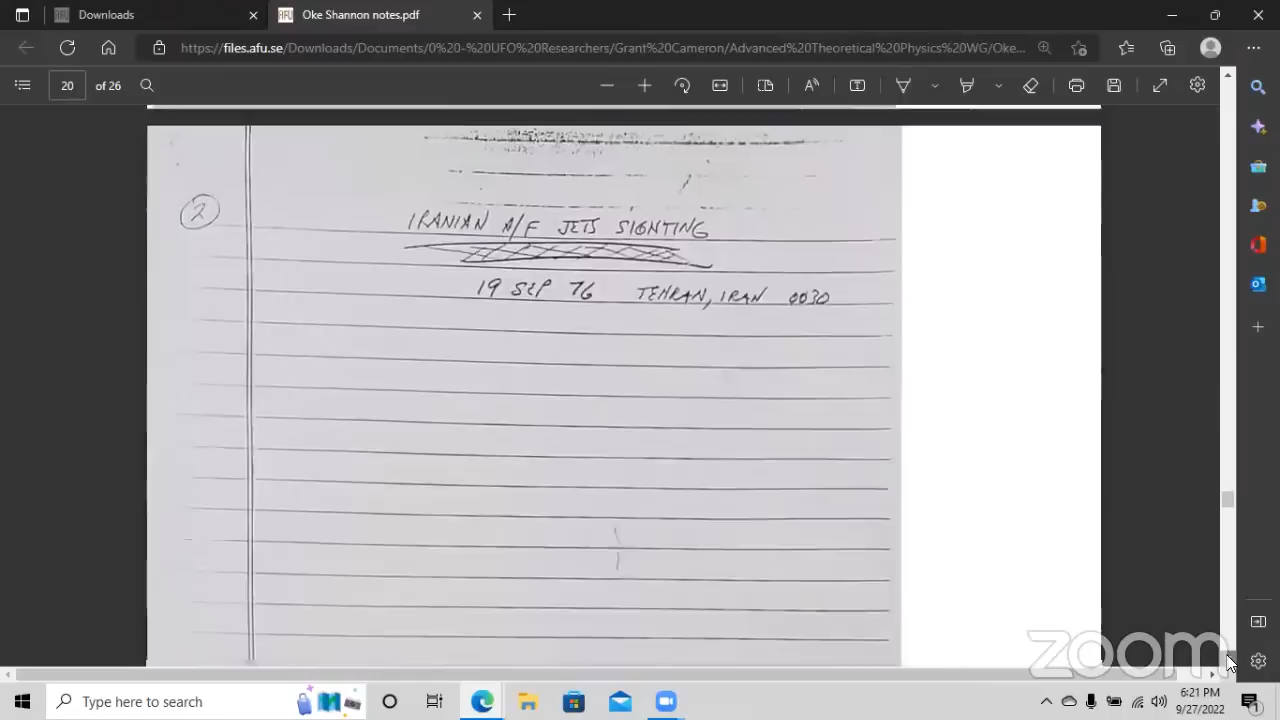 Downloads
Oke Shannon notes.pdf
https://files.afu.se/Downloads/Documents/0%20-%20UFO%20Researchers/Grant%20Cameron/Advanced%20Theoretical%20Physics%20WG/Oke...
20 of 26
2
IRANIAN A/F JETS SIGHTING
19 SEP 76 TEHRAN, IRAN 0030
zoom
Type here to search
6:21 PM
9/27/2022